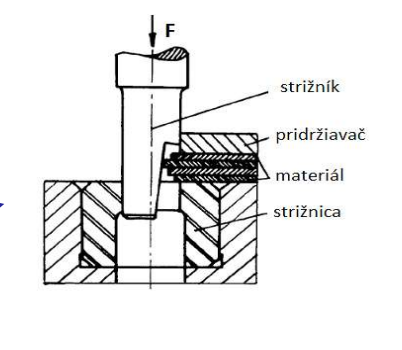 F
strižník
pridržiavač
materiál
strižnica